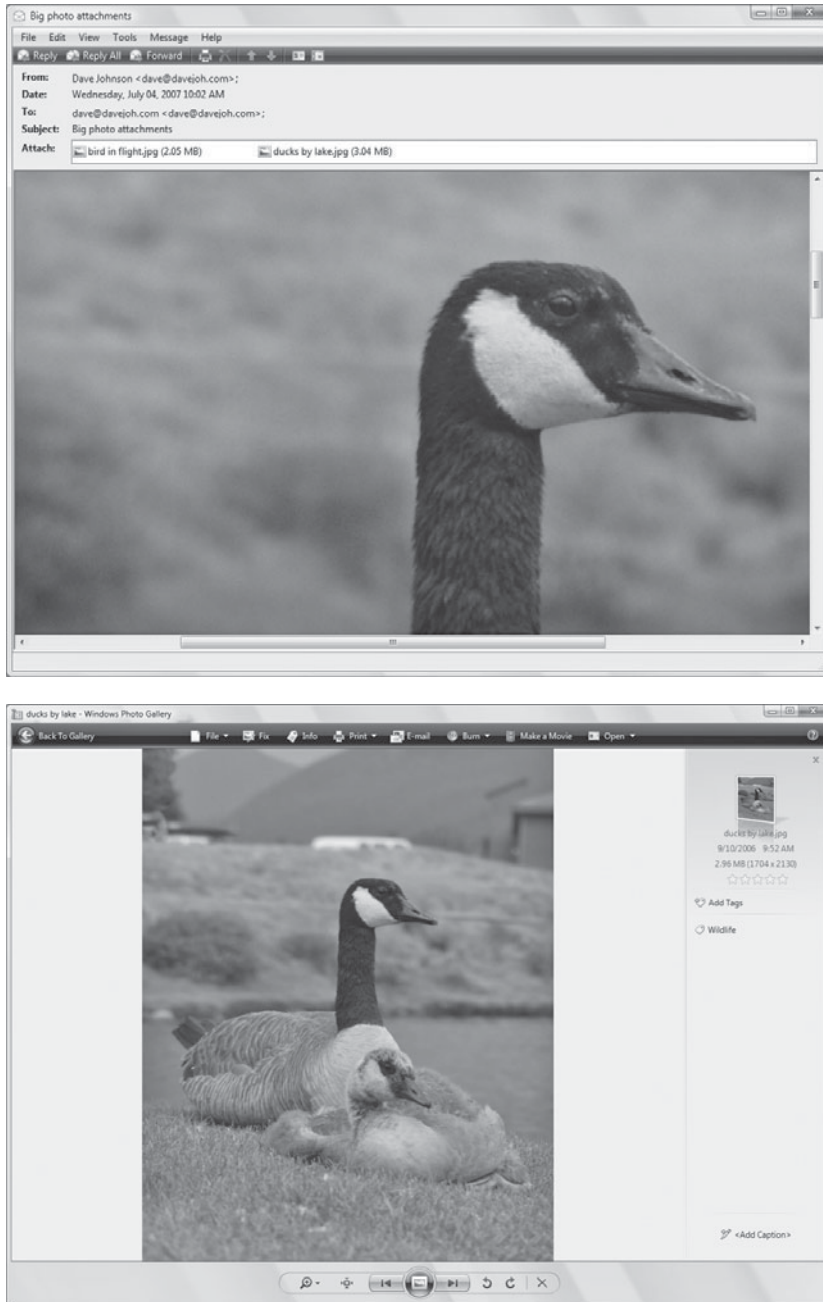 Big photo attachments
File Edit View Tools Message Help
Reply Reply All Forward
From: Dave Johnson <dave@davejoh.com>;
Date: Wednesday, July 04, 2007 10:02 AM
To: dave@davejoh.com <dave@davejoh.com>;
Subject: Big photo attachments
Attach: bird in flight.jpg (2.05 MB) ducks by lake.jpg (3.04 MB)
ducks by lake - Windows Photo Gallery
Back To Gallery File Fix Info Print E-mail Burn Make a Movie Open
ducks by lake.jpg
9/10/2006 9:52 AM
2.96 MB (1704 x 2130)
Add Tags
Wildlife
<Add Caption>